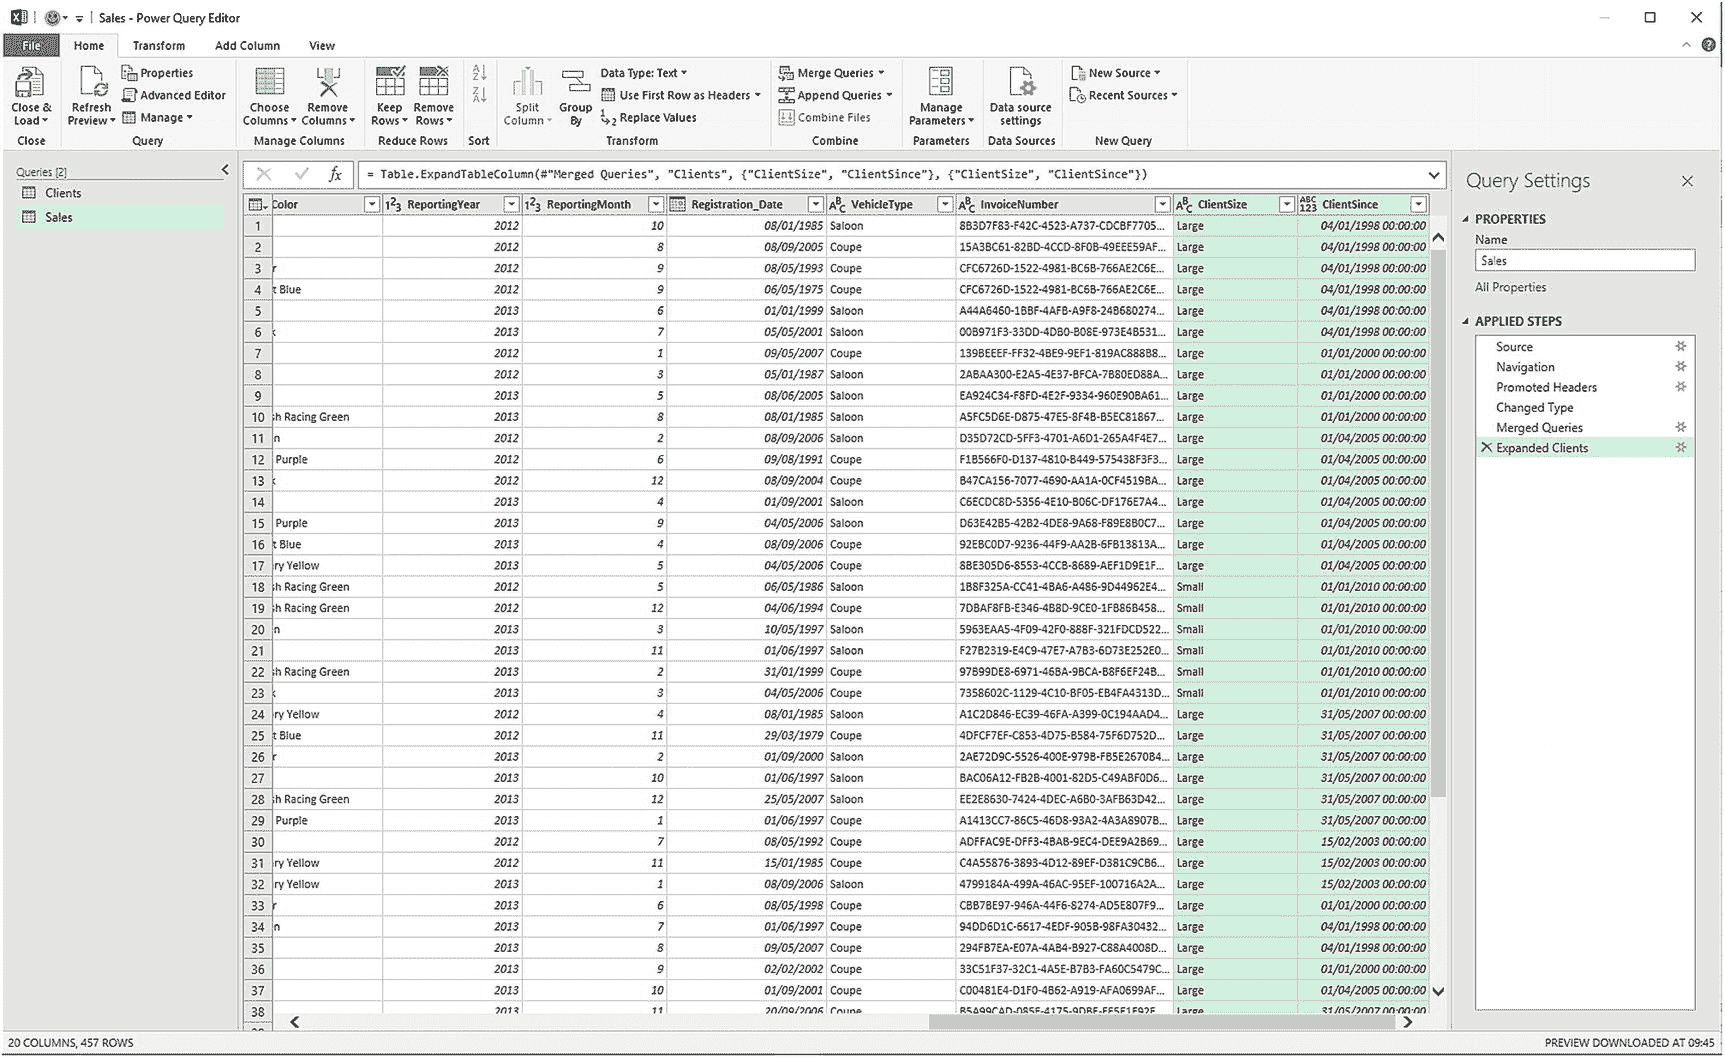 Sales - Power Query Editor
File Home Transform Add Column View
Close & Load
Close
Refresh Preview
Properties
Advanced Editor
Manage
Query
Choose Columns
Remove Columns
Manage Columns
Keep Rows
Remove Rows
Reduce Rows
Sort
Split Column
Group By
Data Type: Text
Use First Row as Headers
Replace Values
Transform
Merge Queries
Append Queries
Combine Files
Combine
Manage Parameters
Parameters
Data source settings
Data Sources
New Source
Recent Sources
New Query
Queries [2]
Clients
Sales
= Table.ExpandTableColumn(#"Merged Queries", "Clients", {"ClientSize", "ClientSince"}, {"ClientSize", "ClientSince"})
Color ReportingYear ReportingMonth Registration_Date VehicleType InvoiceNumber ClientSize ClientSince
1 2012 10 08/01/1985 Saloon 8B3D7F83-F42C-4523-A737-CDCBF7705... Large 04/01/1998 00:00:00
2 2012 8 08/09/2005 Coupe 15A3BC61-82BD-4CCD-8F0B-49EEE59AF... Large 04/01/1998 00:00:00
3 r 2012 9 08/05/1993 Coupe CFC6726D-1522-4981-BC6B-766AE2C6E... Large 04/01/1998 00:00:00
4 t Blue 2012 9 06/05/1975 Coupe CFC6726D-1522-4981-BC6B-766AE2C6E... Large 04/01/1998 00:00:00
5 2013 6 01/01/1999 Saloon A44A6460-1BBF-4AFB-A9F8-24B680274... Large 04/01/1998 00:00:00
6 k 2013 7 05/05/2001 Saloon 00B971F3-33DD-4DB0-B08E-973E4B531... Large 04/01/1998 00:00:00
7 2012 1 09/05/2007 Coupe 139BEEEF-FF32-4BE9-9EF1-819AC888B8... Large 01/01/2000 00:00:00
8 2012 3 05/01/1987 Saloon 2ABAA300-E2A5-4E37-BFCA-7B80ED88A... Large 01/01/2000 00:00:00
9 2013 5 08/06/2005 Saloon EA924C34-F8FD-4E2F-9334-960E90BA61... Large 01/01/2000 00:00:00
10 sh Racing Green 2013 8 08/01/1985 Saloon A5FC5D6E-D875-47E5-8F4B-B5EC81867... Large 01/01/2000 00:00:00
11 n 2012 2 08/09/2006 Saloon D35D72CD-5FF3-4701-A6D1-265A4F4E7... Large 01/04/2005 00:00:00
12 Purple 2012 6 09/08/1991 Coupe F1B566F0-D137-4810-B449-575438F3F3... Large 01/04/2005 00:00:00
13 k 2012 12 08/09/2004 Coupe B47CA156-7077-4690-AA1A-0CF4519BA... Large 01/04/2005 00:00:00
14 2013 4 01/09/2001 Saloon C6ECDC8D-5356-4E10-B06C-DF176E7A4... Large 01/04/2005 00:00:00
15 Purple 2013 9 04/05/2006 Saloon D63E42B5-42B2-4DE8-9A68-F89E8B0C7... Large 01/04/2005 00:00:00
16 t Blue 2013 4 08/09/2006 Coupe 92EBC0D7-9236-44F9-AA2B-6FB13813A... Large 01/04/2005 00:00:00
17 ry Yellow 2013 5 04/05/2006 Coupe 8BE305D6-8553-4CCB-8689-AEF1D9E1F... Large 01/04/2005 00:00:00
18 sh Racing Green 2012 5 06/05/1986 Saloon 1B8F325A-CC41-4BA6-A486-9D44962E4... Small 01/01/2010 00:00:00
19 sh Racing Green 2012 12 04/06/1994 Coupe 7DBAF8FB-E346-4B8D-9CE0-1FB86B458... Small 01/01/2010 00:00:00
20 n 2013 3 10/05/1997 Saloon 5963EAA5-4F09-42F0-888F-321FDCD522... Small 01/01/2010 00:00:00
21 2013 11 01/06/1997 Saloon F27B2319-E4C9-47E7-A7B3-6D73E252E0... Small 01/01/2010 00:00:00
22 sh Racing Green 2013 2 31/01/1999 Coupe 97B99DE8-6971-46BA-9BCA-B8F6EF24B... Small 01/01/2010 00:00:00
23 k 2013 3 04/05/2006 Coupe 7358602C-1129-4C10-BF05-EB4FA4313D... Small 01/01/2010 00:00:00
24 ry Yellow 2012 4 08/01/1985 Saloon A1C2D846-EC39-46FA-A399-0C194AAD4... Large 31/05/2007 00:00:00
25 t Blue 2012 11 29/03/1979 Coupe 4DFCF7EF-C853-4D75-B584-75F6D752D... Large 31/05/2007 00:00:00
26 r 2013 2 01/09/2000 Saloon 2AE72D9C-5526-400E-979B-FB5E2670B4... Large 31/05/2007 00:00:00
27 2013 10 01/06/1997 Saloon BAC06A12-FB2B-4001-82D5-C49ABF0D6... Large 31/05/2007 00:00:00
28 sh Racing Green 2013 12 25/05/2007 Saloon EE2E8630-7424-4DEC-A6B0-3AFB63D42... Large 31/05/2007 00:00:00
29 Purple 2013 1 01/06/1997 Coupe A1413CC7-86C5-46D8-93A2-4A3A8907B... Large 31/05/2007 00:00:00
30 2012 7 08/05/1992 Coupe ADFFAC9E-DFF3-4BAB-9EC4-DEE9A2B69... Large 15/02/2003 00:00:00
31 ry Yellow 2012 11 15/01/1985 Coupe C4A55876-3893-4D12-89EF-D381C9CB6... Large 15/02/2003 00:00:00
32 ry Yellow 2013 1 08/09/2006 Saloon 4799184A-499A-46AC-95EF-100716A2A... Large 15/02/2003 00:00:00
33 r 2013 6 08/05/1998 Coupe CBB7BE97-946A-44F6-8274-AD5E807F9... Large 01/01/2000 00:00:00
34 n 2013 7 01/06/1997 Coupe 94DD6D1C-6617-4EDF-905B-98FA30432... Large 04/01/1998 00:00:00
35 2013 8 09/05/2007 Coupe 294FB7EA-E07A-4AB4-B927-C88A4008D... Large 04/01/1998 00:00:00
36 2013 9 02/02/2002 Coupe 33C51F37-32C1-4A5E-B7B3-FA60C5479C... Large 01/01/2000 00:00:00
37 2013 10 01/09/2001 Coupe C00481E4-D1F0-4B62-A919-AFA0699AF... Large 01/04/2005 00:00:00
38 2013 11 20/09/2006 Coupe Large 31/05/2007 00:00:00
Query Settings
PROPERTIES
Name
Sales
All Properties
APPLIED STEPS
Source
Navigation
Promoted Headers
Changed Type
Merged Queries
Expanded Clients
20 COLUMNS, 457 ROWS
PREVIEW DOWNLOADED AT 09:45